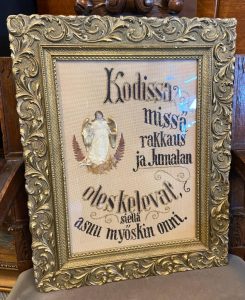 Kodissa
missä
rakkaus
ja Jumalan
oleskelevat,
siellä
asuu myöskin onni.